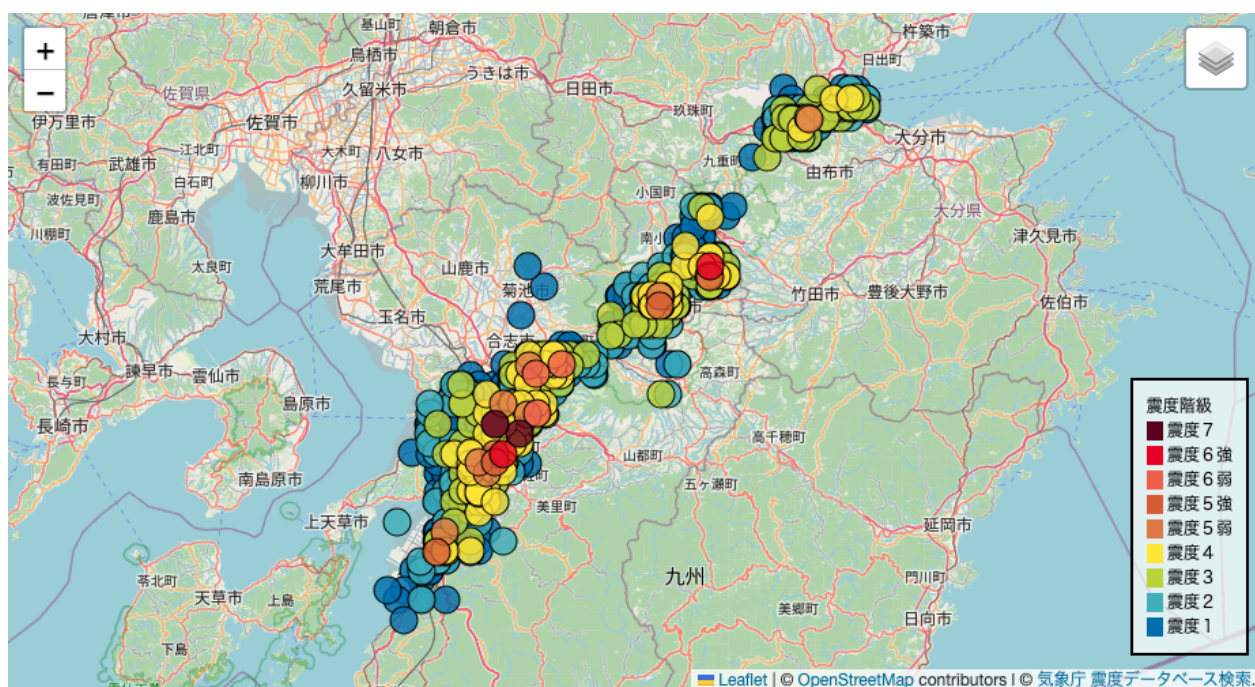 基山町
朝倉市
杵築市
日出町
鳥栖市
うきは市
+
−
佐賀県
久留米市
日田市
玖珠町
伊万里市
佐賀市
大分市
江北町
大木町
八女市
九重町
有田町
武雄市
白石町
柳川市
由布市
波佐見町
小国町
鹿島市
大分県
川棚町
南小
津久見市
大牟田市
太良町
山鹿市
荒尾市
菊池市
竹田市
豊後大野市
佐伯市
市
玉名市
大村市
合志市
町
諫早市
雲仙市
高森町
長与町
島原市
長崎市
高千穂町
町
山都町
佐町
五ヶ瀬町
南島原市
美里町
上天草市
延岡市
九州
苓北町
門川町
天草市
上島
美郷町
日向市
下島
震度階級
震度７
震度６強
震度６弱
震度５強
震度５弱
震度４
震度３
震度２
震度１
Leaflet | © OpenStreetMap contributors | © 気象庁 震度データベース検索.